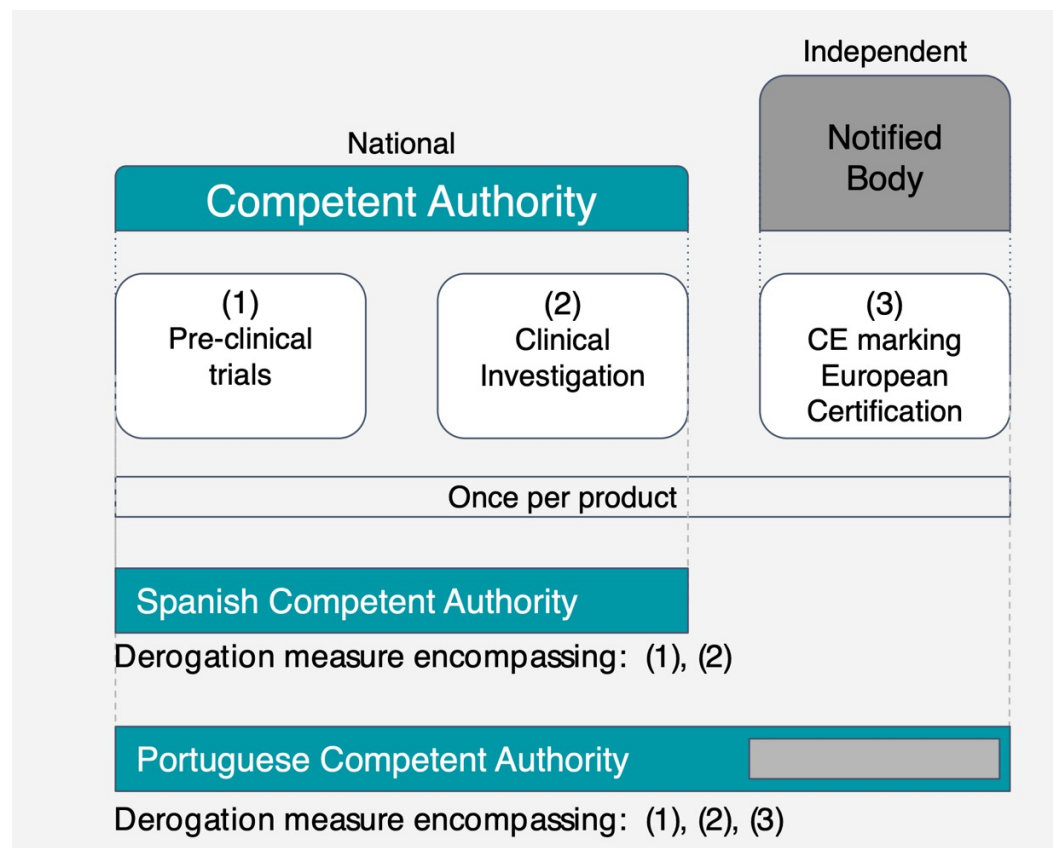 Independent
Notified
Body
National
Competent Authority
(1)
Pre-clinical
trials
(2)
Clinical
Investigation
(3)
CE marking
European
Certification
Once per product
Spanish Competent Authority
Derogation measure encompassing: (1), (2)
Portuguese Competent Authority
Derogation measure encompassing: (1), (2), (3)